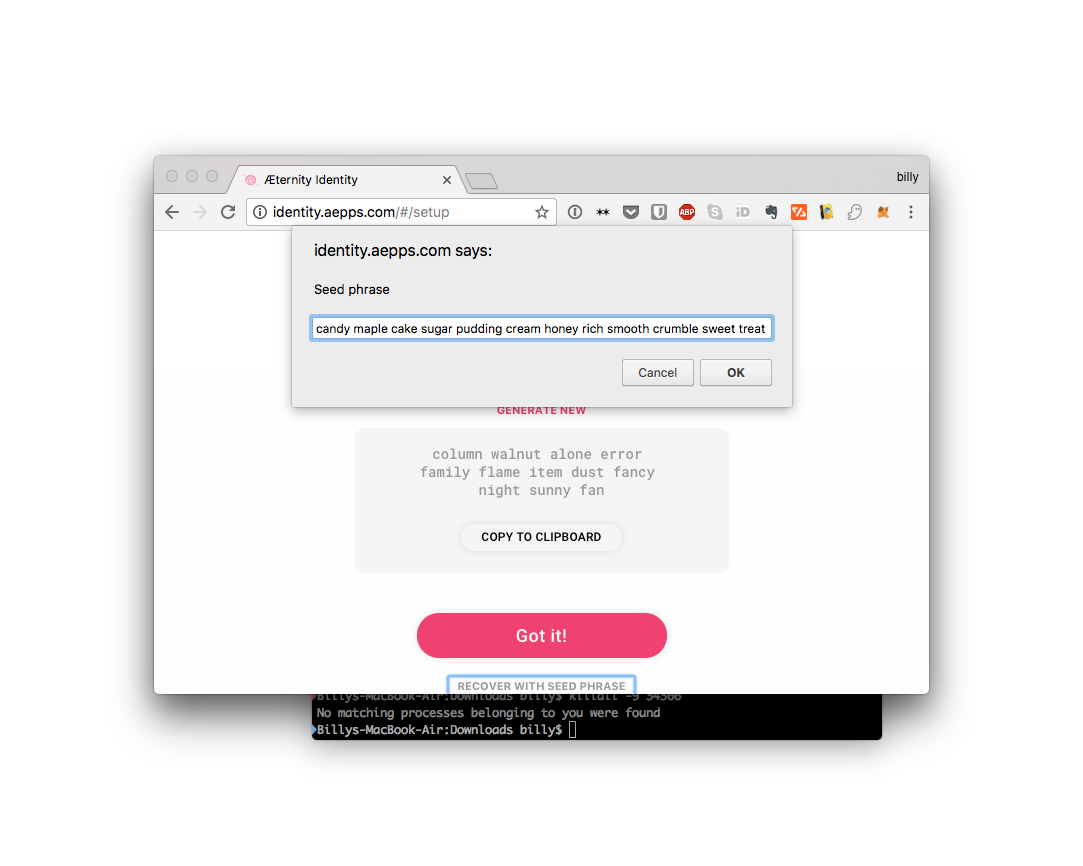 Æternity Identity
billy
identity.aepps.com/#/setup
ABP
iD
identity.aepps.com says:
Seed phrase
candy maple cake sugar pudding cream honey rich smooth crumble sweet treat
Cancel
OK
GENERATE NEW
column walnut alone error
family flame item dust fancy
night sunny fan
COPY TO CLIPBOARD
Got it!
RECOVER WITH SEED PHRASE
Billys-MacBook-Air:Downloads billy$ killall -9 54306
No matching processes belonging to you were found
Billys-MacBook-Air:Downloads billy$